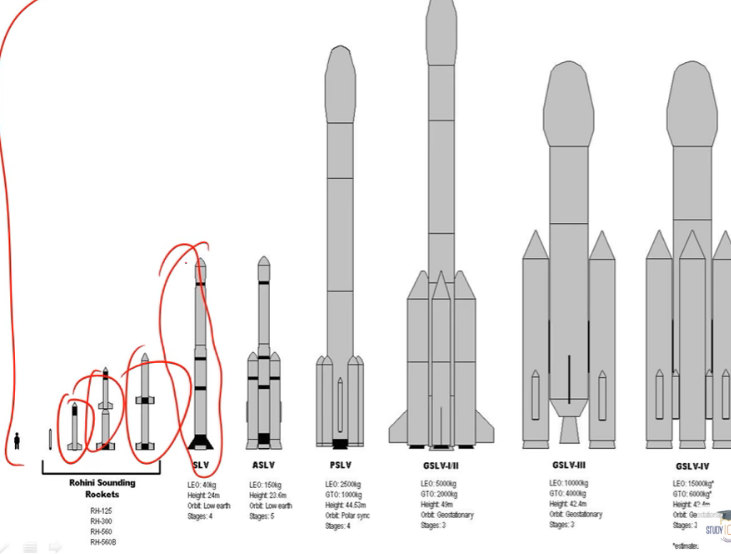 Rohini Sounding
Rockets
RH-125
RH-300
RH-560
RH-560B
SLV
LEO: 40kg
Height: 24m
Orbit: Low earth
Stages: 4
ASLV
LEO: 150kg
Height: 23.6m
Orbit: Low earth
Stages: 5
PSLV
LEO: 2500kg
GTO: 1000kg
Height: 44.53m
Orbit: Polar sync
Stages: 4
GSLV-I/II
LEO: 5000kg
GTO: 2000kg
Height: 49m
Orbit: Geostationary
Stages: 3
GSLV-III
LEO: 10000kg
GTO: 4000kg
Height: 42.4m
Orbit: Geostationary
Stages: 3
GSLV-IV
LEO: 15000kg*
GTO: 6000kg*
Height:
Orbit:
Stages:
*estimates
STUDY